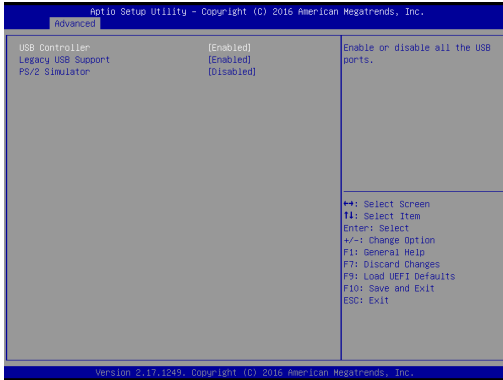 Aptio Setup Utility – Copyright (C) 2016 American Megatrends, Inc.
Advanced
USB Controller [Enabled]
Legacy USB Support [Enabled]
PS/2 Simulator [Disabled]
Enable or disable all the USB
ports.
↔: Select Screen
↑↓: Select Item
Enter: Select
+/-: Change Option
F1: General Help
F7: Discard Changes
F9: Load UEFI Defaults
F10: Save and Exit
ESC: Exit
Version 2.17.1249. Copyright (C) 2016 American Megatrends, Inc.